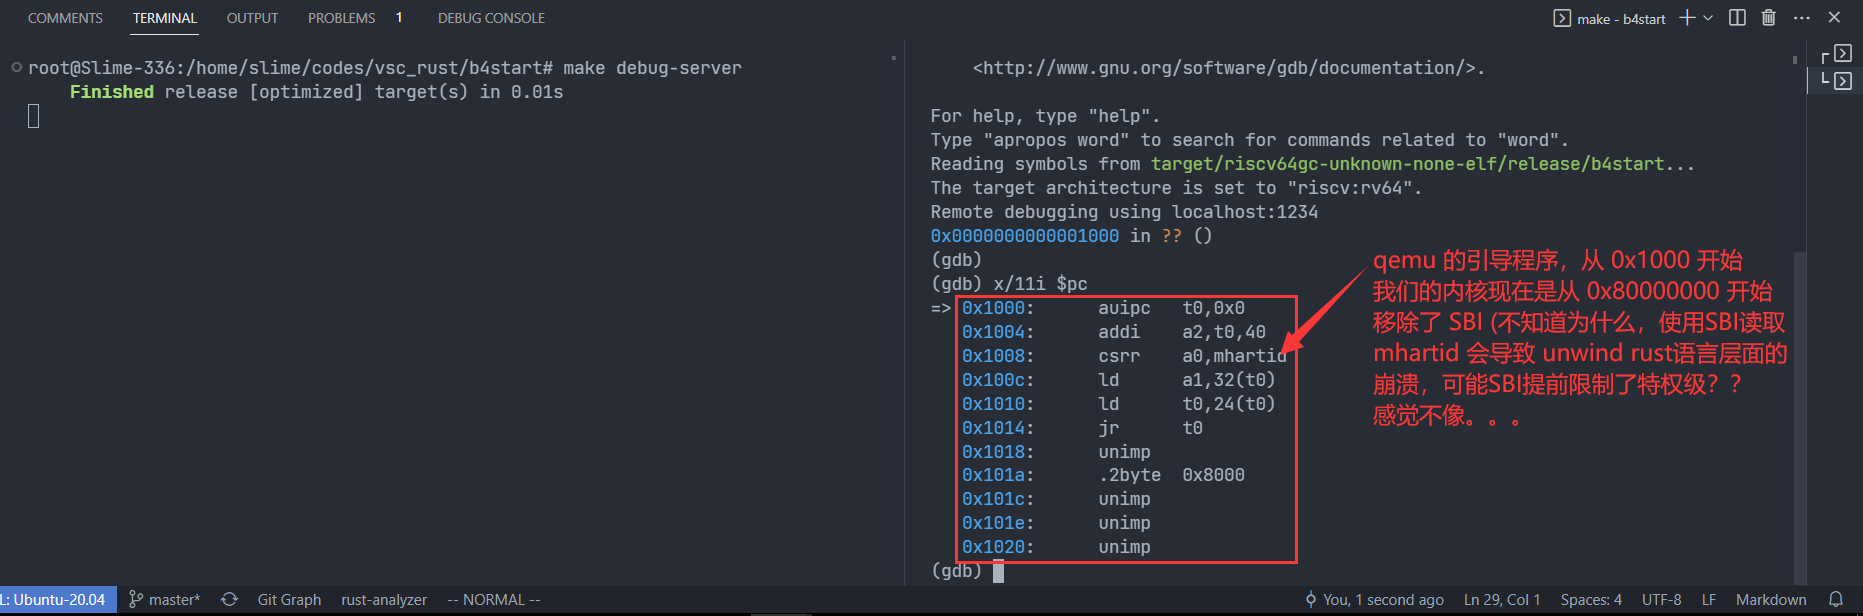 COMMENTS TERMINAL OUTPUT PROBLEMS 1 DEBUG CONSOLE
make - b4start
root@Slime-336:/home/slime/codes/vsc_rust/b4start# make debug-server
Finished release [optimized] target(s) in 0.01s
<http://www.gnu.org/software/gdb/documentation/>.
For help, type "help".
Type "apropos word" to search for commands related to "word".
Reading symbols from target/riscv64gc-unknown-none-elf/release/b4start...
The target architecture is set to "riscv:rv64".
Remote debugging using localhost:1234
0x0000000000001000 in ?? ()
(gdb)
(gdb) x/11i $pc
=> 0x1000: auipc t0,0x0
0x1004: addi a2,t0,40
0x1008: csrr a0,mhartid
0x100c: ld a1,32(t0)
0x1010: ld t0,24(t0)
0x1014: jr t0
0x1018: unimp
0x101a: .2byte 0x8000
0x101c: unimp
0x101e: unimp
0x1020: unimp
(gdb)
qemu 的引导程序，从 0x1000 开始
我们的内核现在是从 0x80000000 开始
移除了 SBI (不知道为什么，使用SBI读取
mhartid 会导致 unwind rust语言层面的
崩溃，可能SBI提前限制了特权级？？
感觉不像。。。
L: Ubuntu-20.04 master* Git Graph rust-analyzer -- NORMAL -- You, 1 second ago Ln 29, Col 1 Spaces: 4 UTF-8 LF Markdown